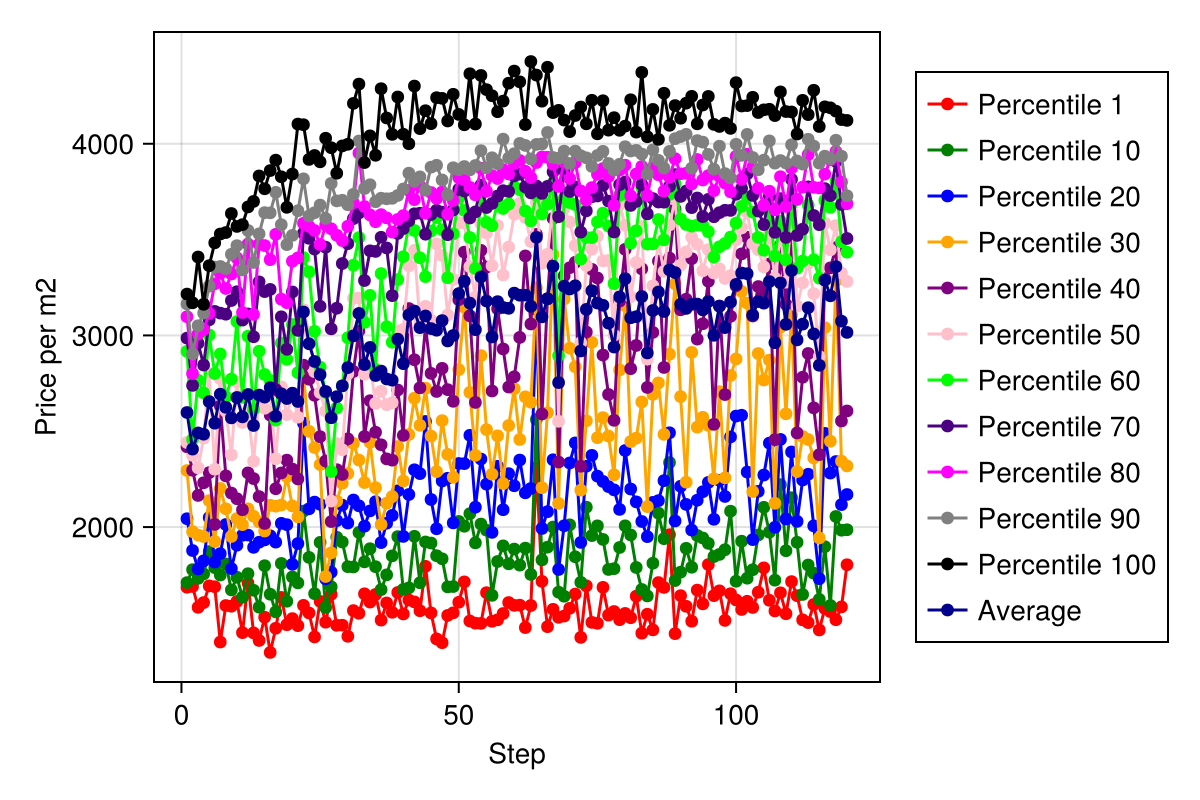 4000
3000
2000
Price per m2
0
50
100
Step
Percentile 1
Percentile 10
Percentile 20
Percentile 30
Percentile 40
Percentile 50
Percentile 60
Percentile 70
Percentile 80
Percentile 90
Percentile 100
Average